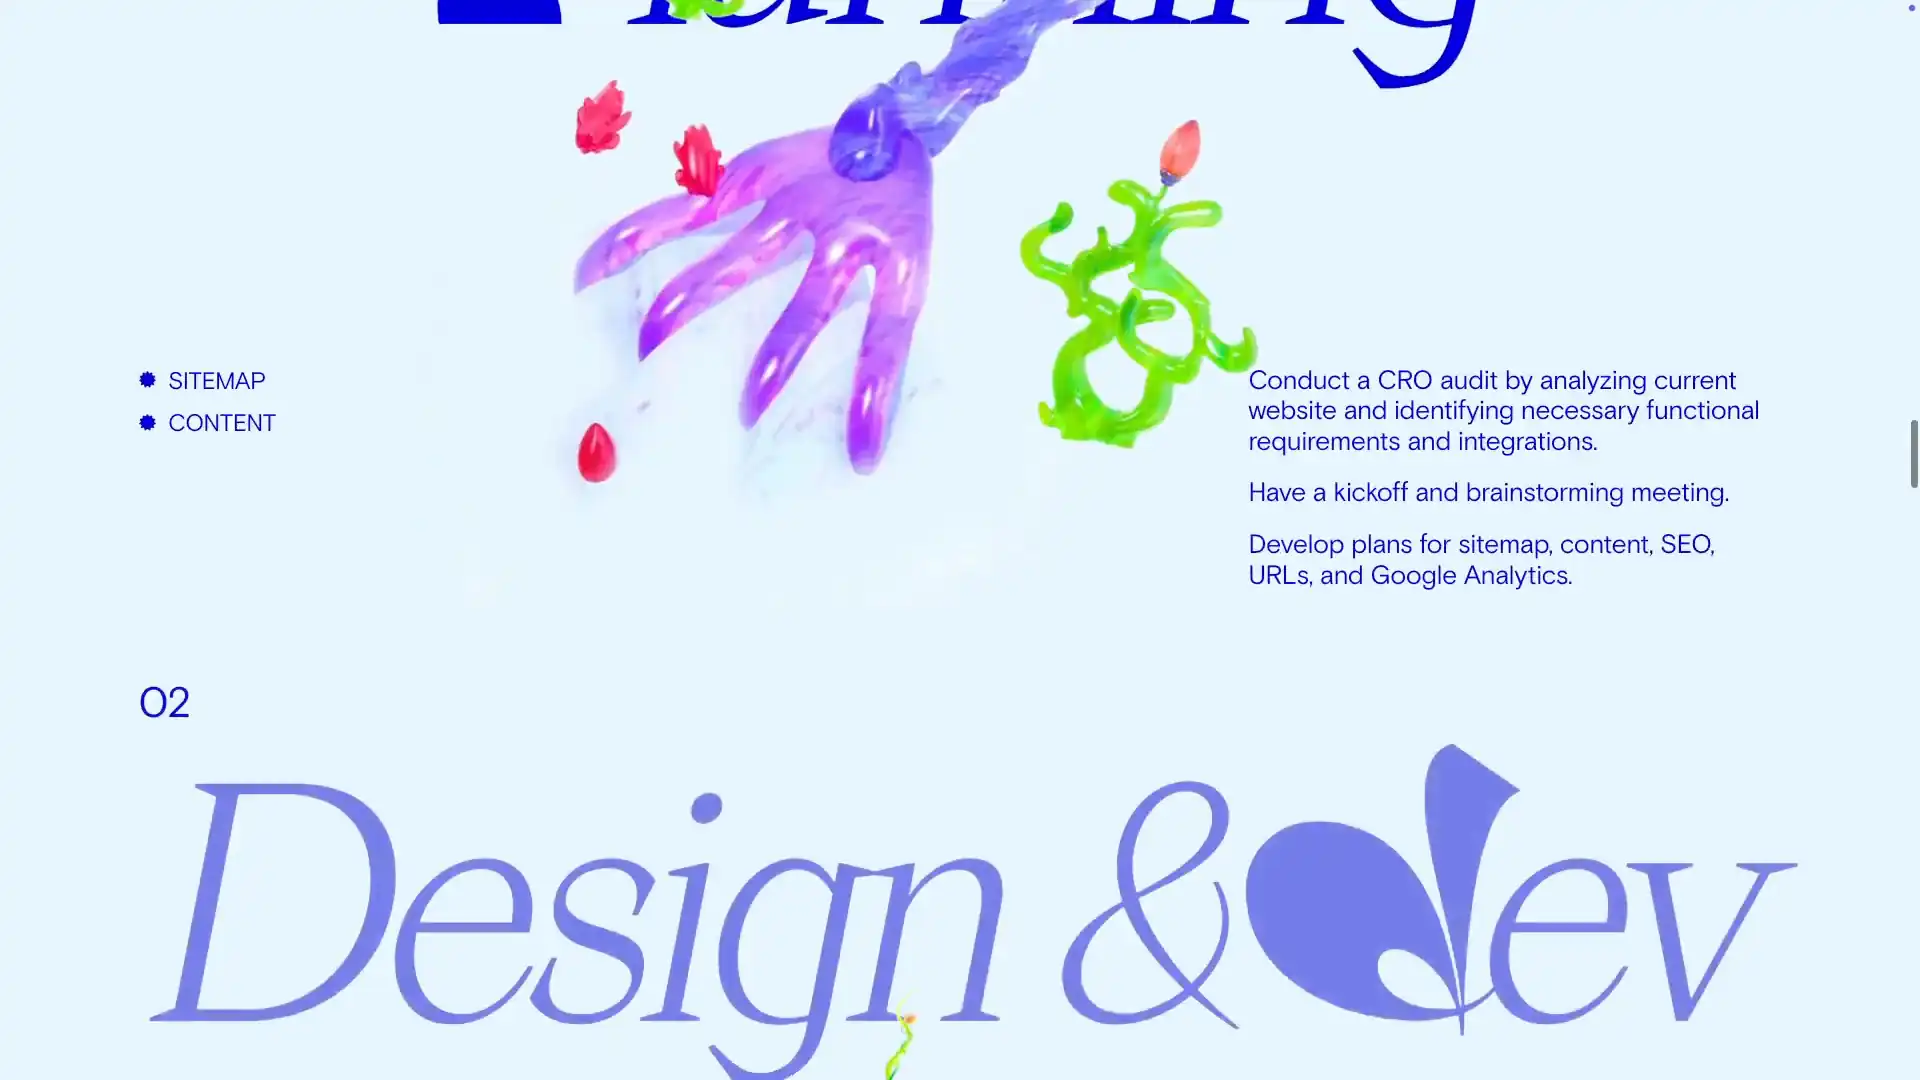 SITEMAP
CONTENT
Conduct a CRO audit by analyzing current
website and identifying necessary functional
requirements and integrations.
Have a kickoff and brainstorming meeting.
Develop plans for sitemap, content, SEO,
URLs, and Google Analytics.
02
Design & dev